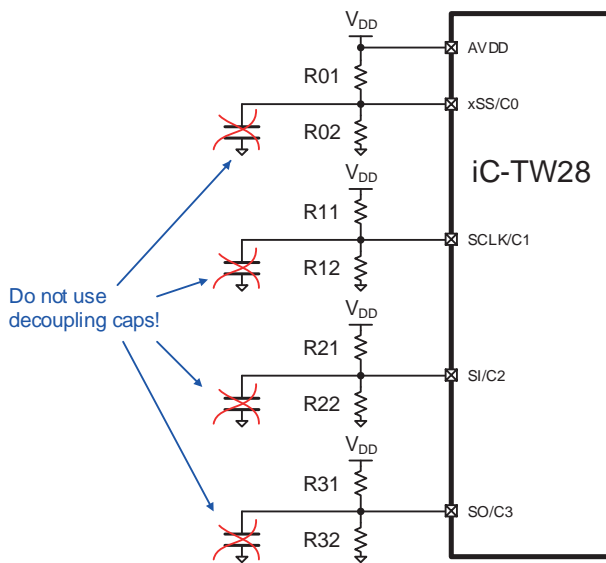 VDD
AVDD
R01
xSS/C0
R02
iC-TW28
VDD
R11
SCLK/C1
R12
Do not use
decoupling caps!
VDD
R21
SI/C2
R22
VDD
R31
SO/C3
R32